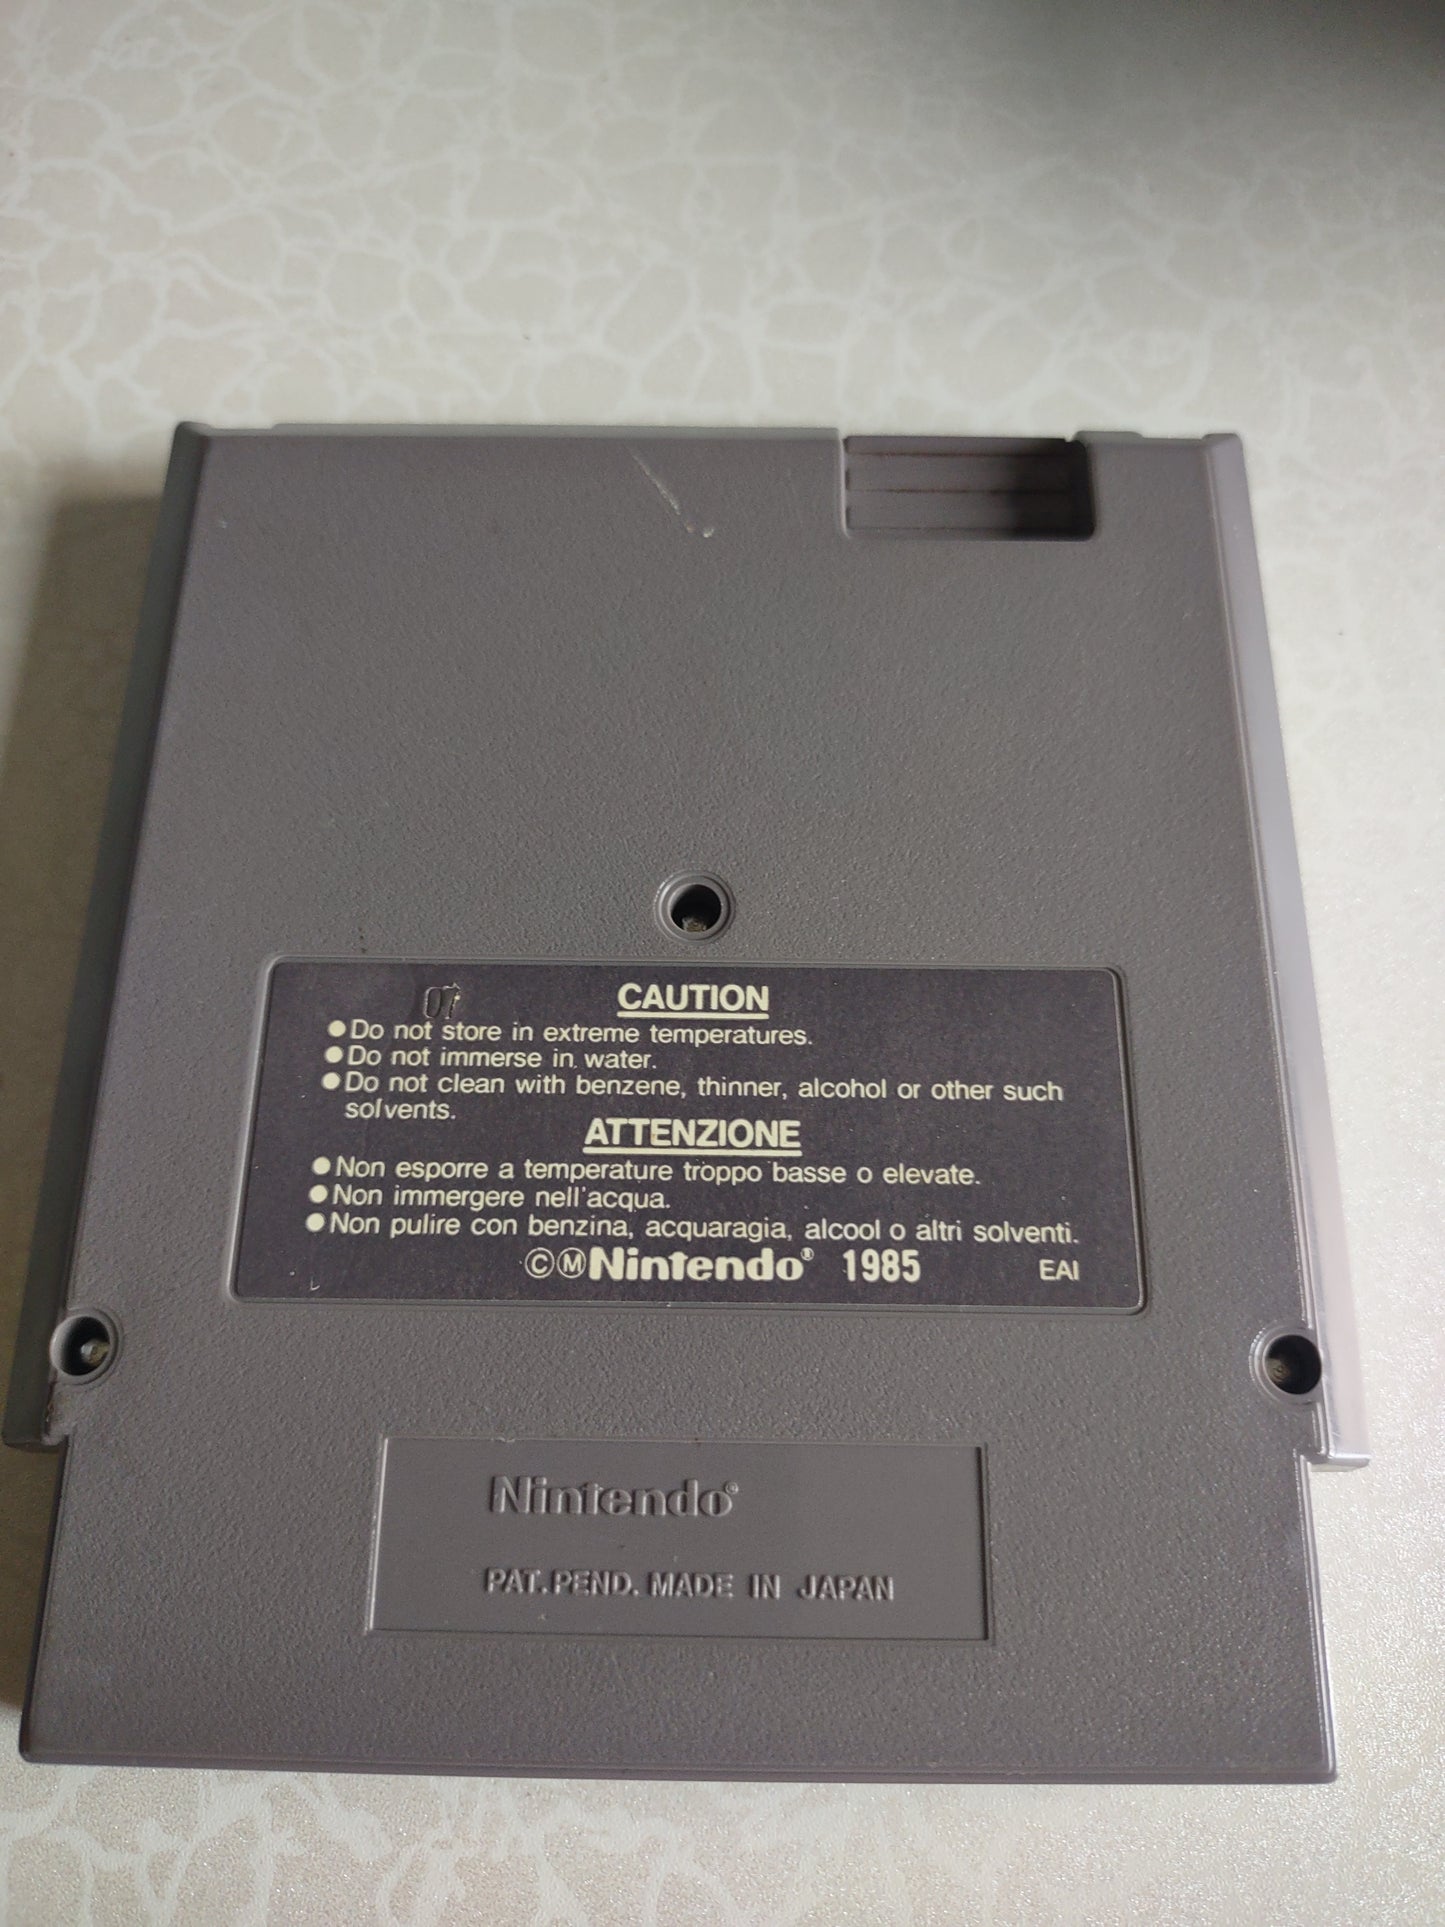 07
CAUTION
●Do not store in extreme temperatures.
●Do not immerse in water.
●Do not clean with benzene, thinner, alcohol or other such
solvents.
ATTENZIONE
●Non esporre a temperature troppo basse o elevate.
●Non immergere nell'acqua.
●Non pulire con benzina, acquaragia, alcool o altri solventi.
©ⓂNintendo® 1985 EAI
Nintendo®
PAT. PEND. MADE IN JAPAN